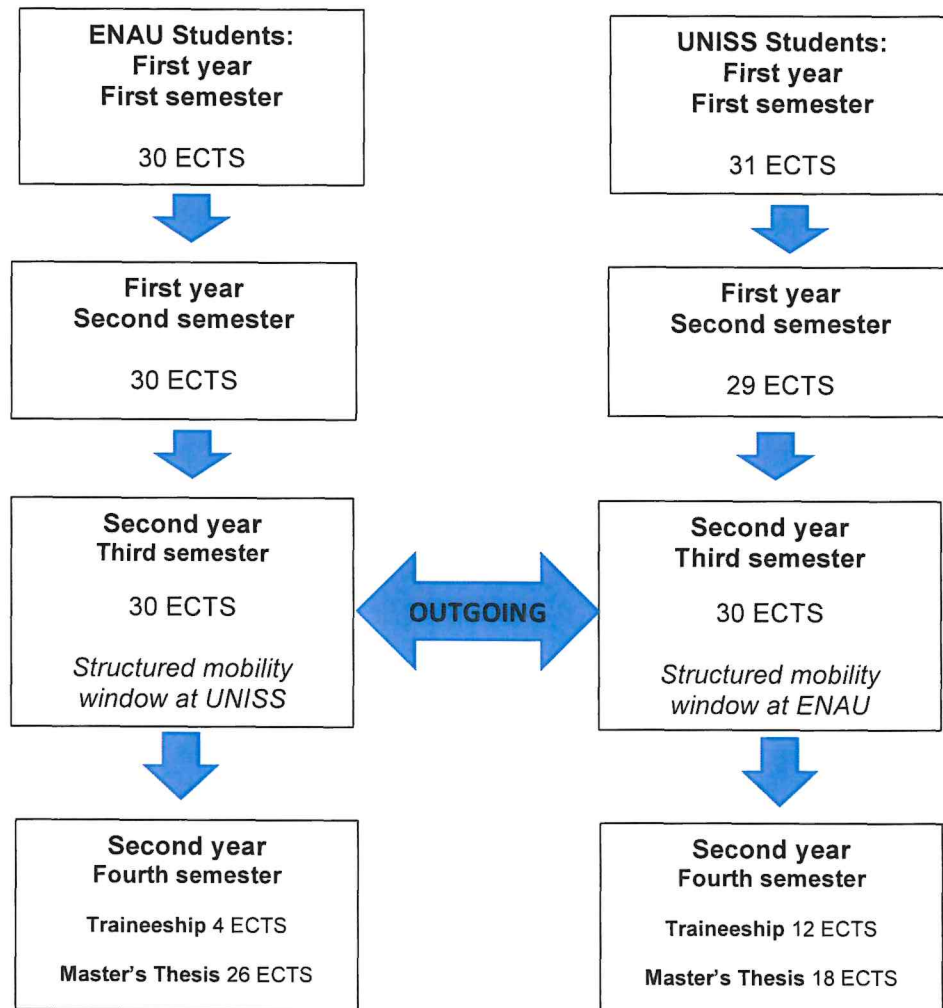 ENAU Students:
First year
First semester
30 ECTS
First year
Second semester
30 ECTS
Second year
Third semester
30 ECTS
Structured mobility
window at UNISS
Second year
Fourth semester
Traineeship 4 ECTS
Master's Thesis 26 ECTS
OUTGOING
UNISS Students:
First year
First semester
31 ECTS
First year
Second semester
29 ECTS
Second year
Third semester
30 ECTS
Structured mobility
window at ENAU
Second year
Fourth semester
Traineeship 12 ECTS
Master's Thesis 18 ECTS